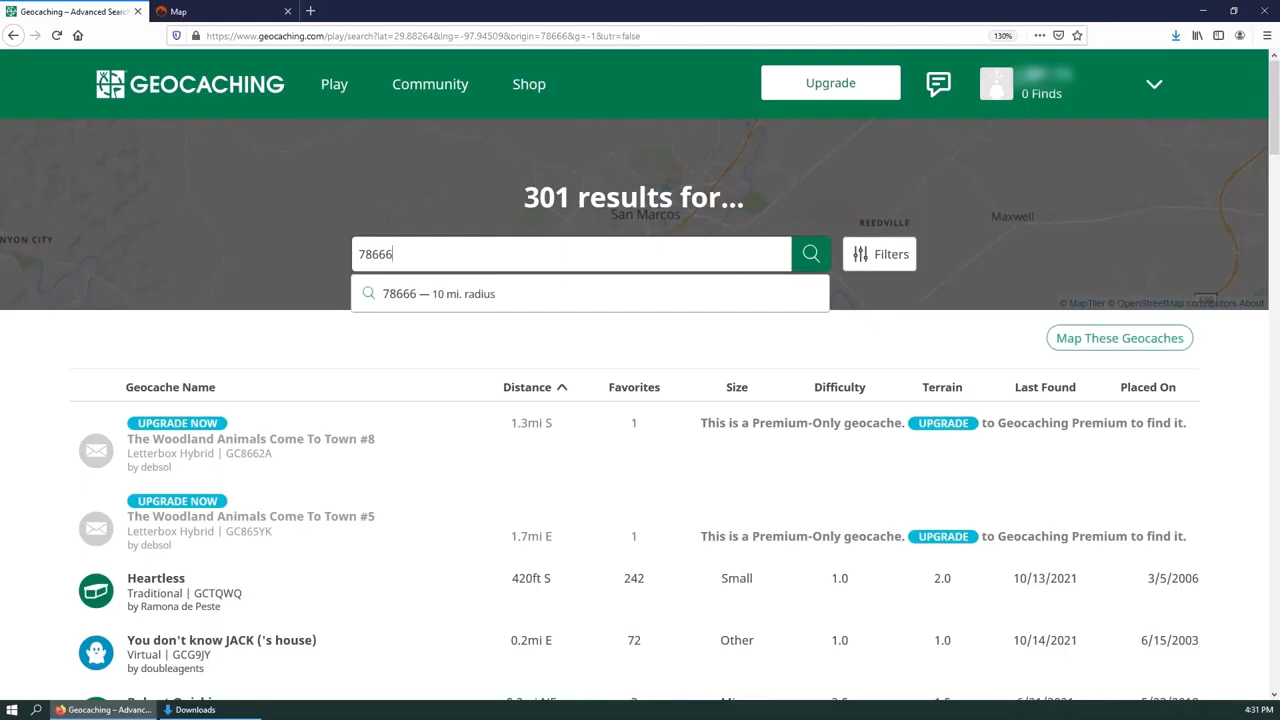 Geocaching – Advanced Searc
Map
https://www.geocaching.com/play/search?lat=29.88264&lng=-97.94509&origin=78666&g=-1&utr=false
130%
GEOCACHING
Play
Community
Shop
Upgrade
0 Finds
301 results for...
San Marcos
REEDVILLE
Maxwell
NYON CITY
78666
Filters
78666 — 10 mi. radius
© MapTiler © OpenStreetMap contributors About
Map These Geocaches
Geocache Name Distance Favorites Size Difficulty Terrain Last Found Placed On
UPGRADE NOW
The Woodland Animals Come To Town #8
Letterbox Hybrid | GC8662A
by debsol
1.3mi S 1 This is a Premium-Only geocache. UPGRADE to Geocaching Premium to find it.
UPGRADE NOW
The Woodland Animals Come To Town #5
Letterbox Hybrid | GC865YK
by debsol
1.7mi E 1 This is a Premium-Only geocache. UPGRADE to Geocaching Premium to find it.
Heartless
Traditional | GCTQWQ
by Ramona de Peste
420ft S 242 Small 1.0 2.0 10/13/2021 3/5/2006
You don't know JACK ('s house)
Virtual | GCG9JY
by doubleagents
0.2mi E 72 Other 1.0 1.0 10/14/2021 6/15/2003
Geocaching – Advanc...
Downloads
4:31 PM